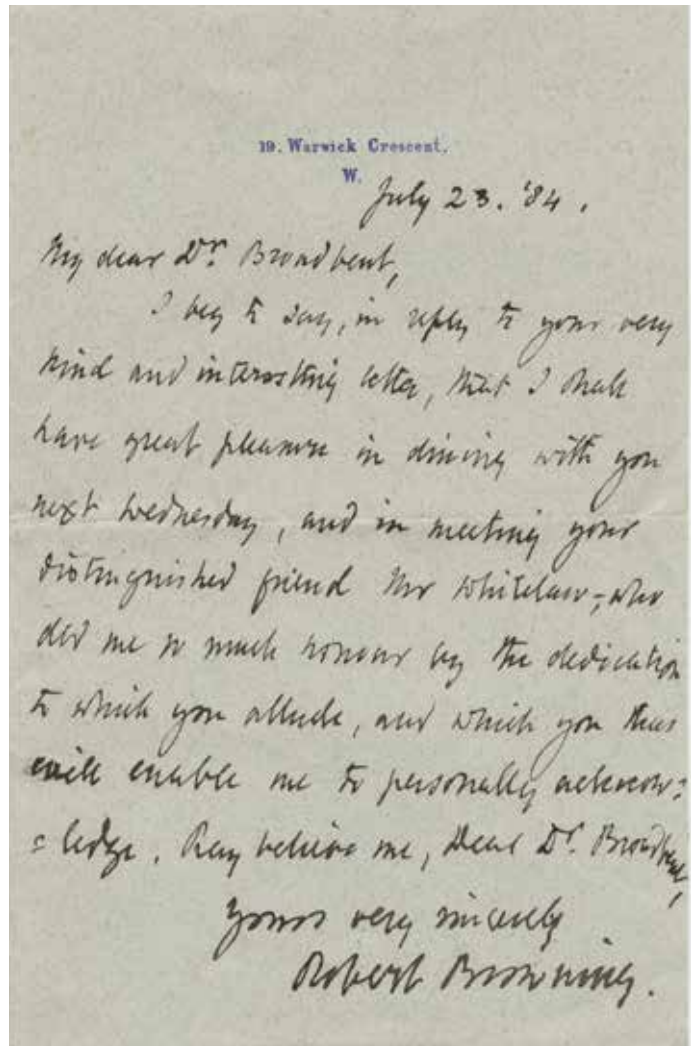 19. Warwick Crescent.
W.
July 23. '84.
My dear Dr. Broadbent,
I beg to say, in reply to your very
kind and interesting letter, that I shall
have great pleasure in dining with you
next Wednesday, and in meeting your
distinguished friend Mr Whitelaw,—who
did me so much honour by the dedication
to which you allude, and which you thus
will enable me to personally acknow=
=ledge. Pray believe me, Dear Dr. Broadbent,
Yours very sincerely
Robert Browning.